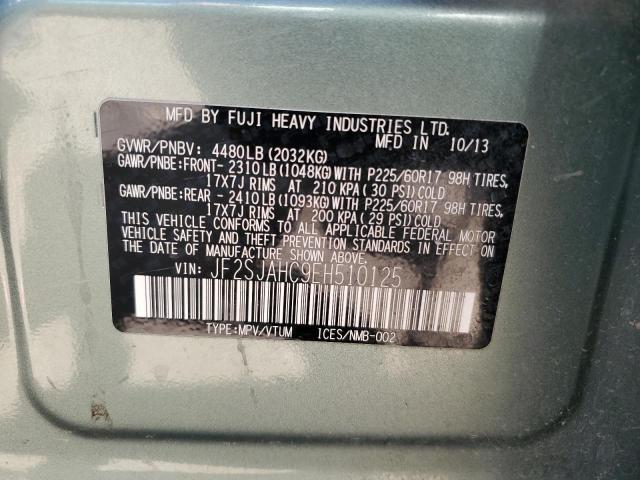 MFD BY FUJI HEAVY INDUSTRIES LTD.
MFD IN 10/13
GVWR/PNBV: 4480LB(2032KG)
GAWR/PNBE:FRONT- 2310LB(1048KG)WITH P225/60R17 98H TIRES,
17X7J RIMS AT 210KPA(30 PSI)COLD
GAWR/PNBE:REAR - 2410LB(1093KG)WITH P225/60R17 98H TIRES,
17X7J RIMS AT 200KPA(29 PSI)COLD.
THIS VEHICLE CONFORMS TO ALL APPLICABLE FEDERAL MOTOR
VEHICLE SAFETY AND THEFT PREVENTION STANDARDS IN EFFECT ON
THE DATE OF MANUFACTURE SHOWN ABOVE.
VIN: JF2SJAHC9EH510125
TYPE:MPV/VTUM ICES/NMB-002